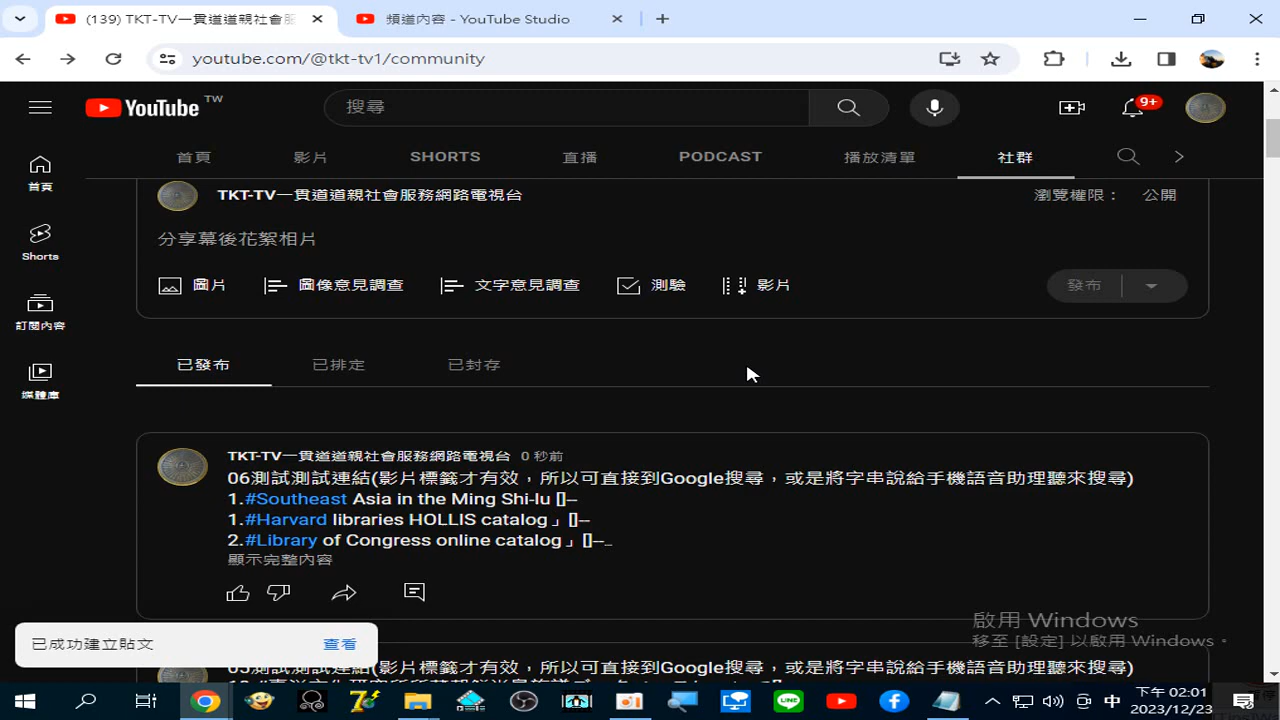 (139) TKT-TV一貫道道親社會服
頻道內容 - YouTube Studio
youtube.com/@tkt-tv1/community
YouTube TW
搜尋
9+
首頁
影片
SHORTS
直播
PODCAST
播放清單
社群
首頁
Shorts
訂閱內容
媒體庫
TKT-TV一貫道道親社會服務網路電視台
瀏覽權限：
公開
分享幕後花絮相片
圖片
圖像意見調查
文字意見調查
測驗
影片
發布
已發布
已排定
已封存
TKT-TV一貫道道親社會服務網路電視台 0 秒前
06測試測試連結(影片標籤才有效，所以可直接到Google搜尋，或是將字串說給手機語音助理聽來搜尋)
1.#Southeast Asia in the Ming Shi-lu []--
1.#Harvard libraries HOLLIS catalog」[]--
2.#Library of Congress online catalog」[]--...
顯示完整內容
啟用 Windows
移至 [設定] 以啟用 Windows。
已成功建立貼文
查看
05測試測試連結(影片標籤才有效，所以可直接到Google搜尋，或是將字串說給手機語音助理聽來搜尋)
中
下午 02:01
2023/12/23